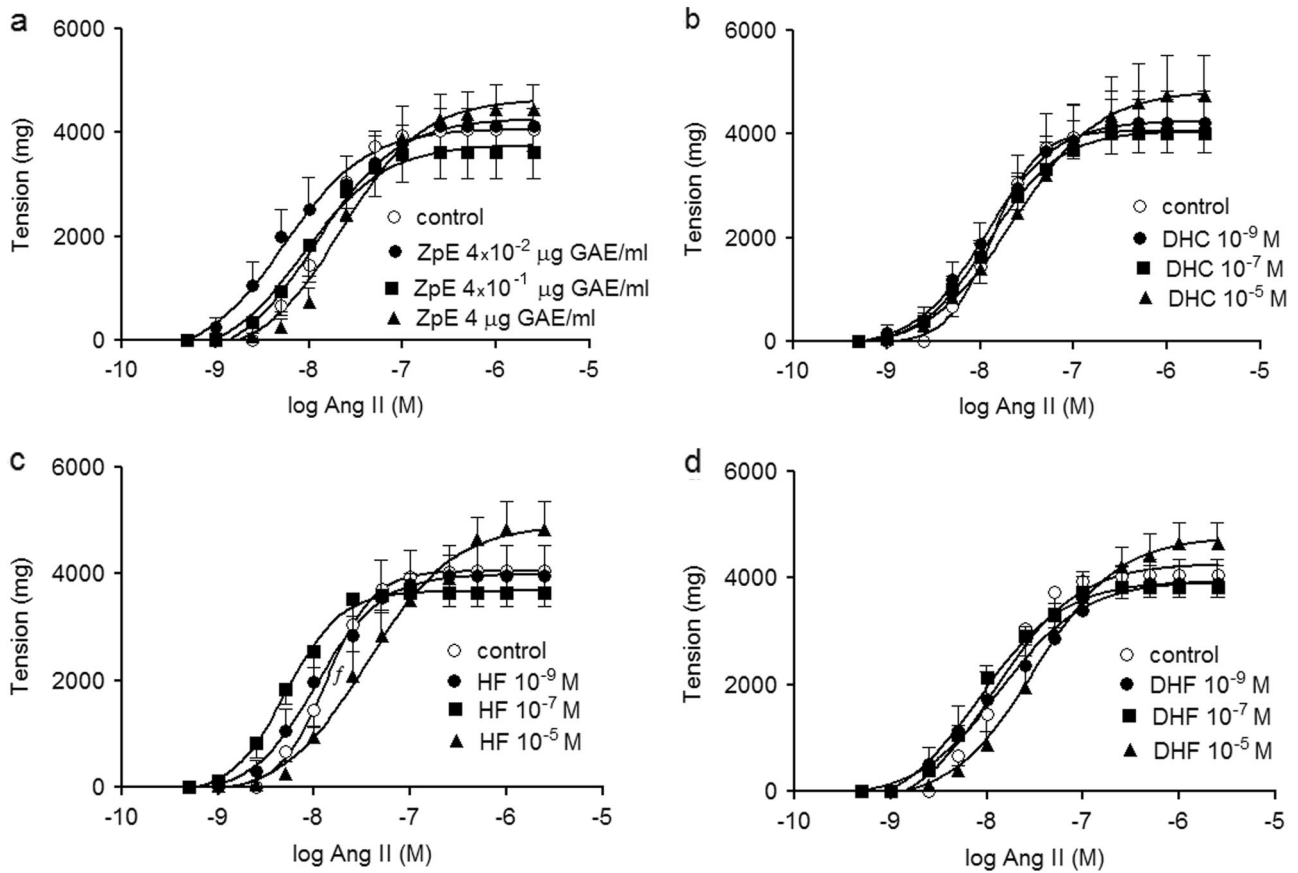 a
6000
4000
2000
0
Tension (mg)
control
ZpE 4×10⁻² μg GAE/ml
ZpE 4×10⁻¹ μg GAE/ml
ZpE 4 μg GAE/ml
-10 -9 -8 -7 -6 -5
log Ang II (M)
b
6000
4000
2000
0
Tension (mg)
control
DHC 10⁻⁹ M
DHC 10⁻⁷ M
DHC 10⁻⁵ M
-10 -9 -8 -7 -6 -5
log Ang II (M)
c
6000
4000
2000
0
Tension (mg)
f
control
HF 10⁻⁹ M
HF 10⁻⁷ M
HF 10⁻⁵ M
-10 -9 -8 -7 -6 -5
log Ang II (M)
d
6000
4000
2000
0
Tension (mg)
control
DHF 10⁻⁹ M
DHF 10⁻⁷ M
DHF 10⁻⁵ M
-10 -9 -8 -7 -6 -5
log Ang II (M)